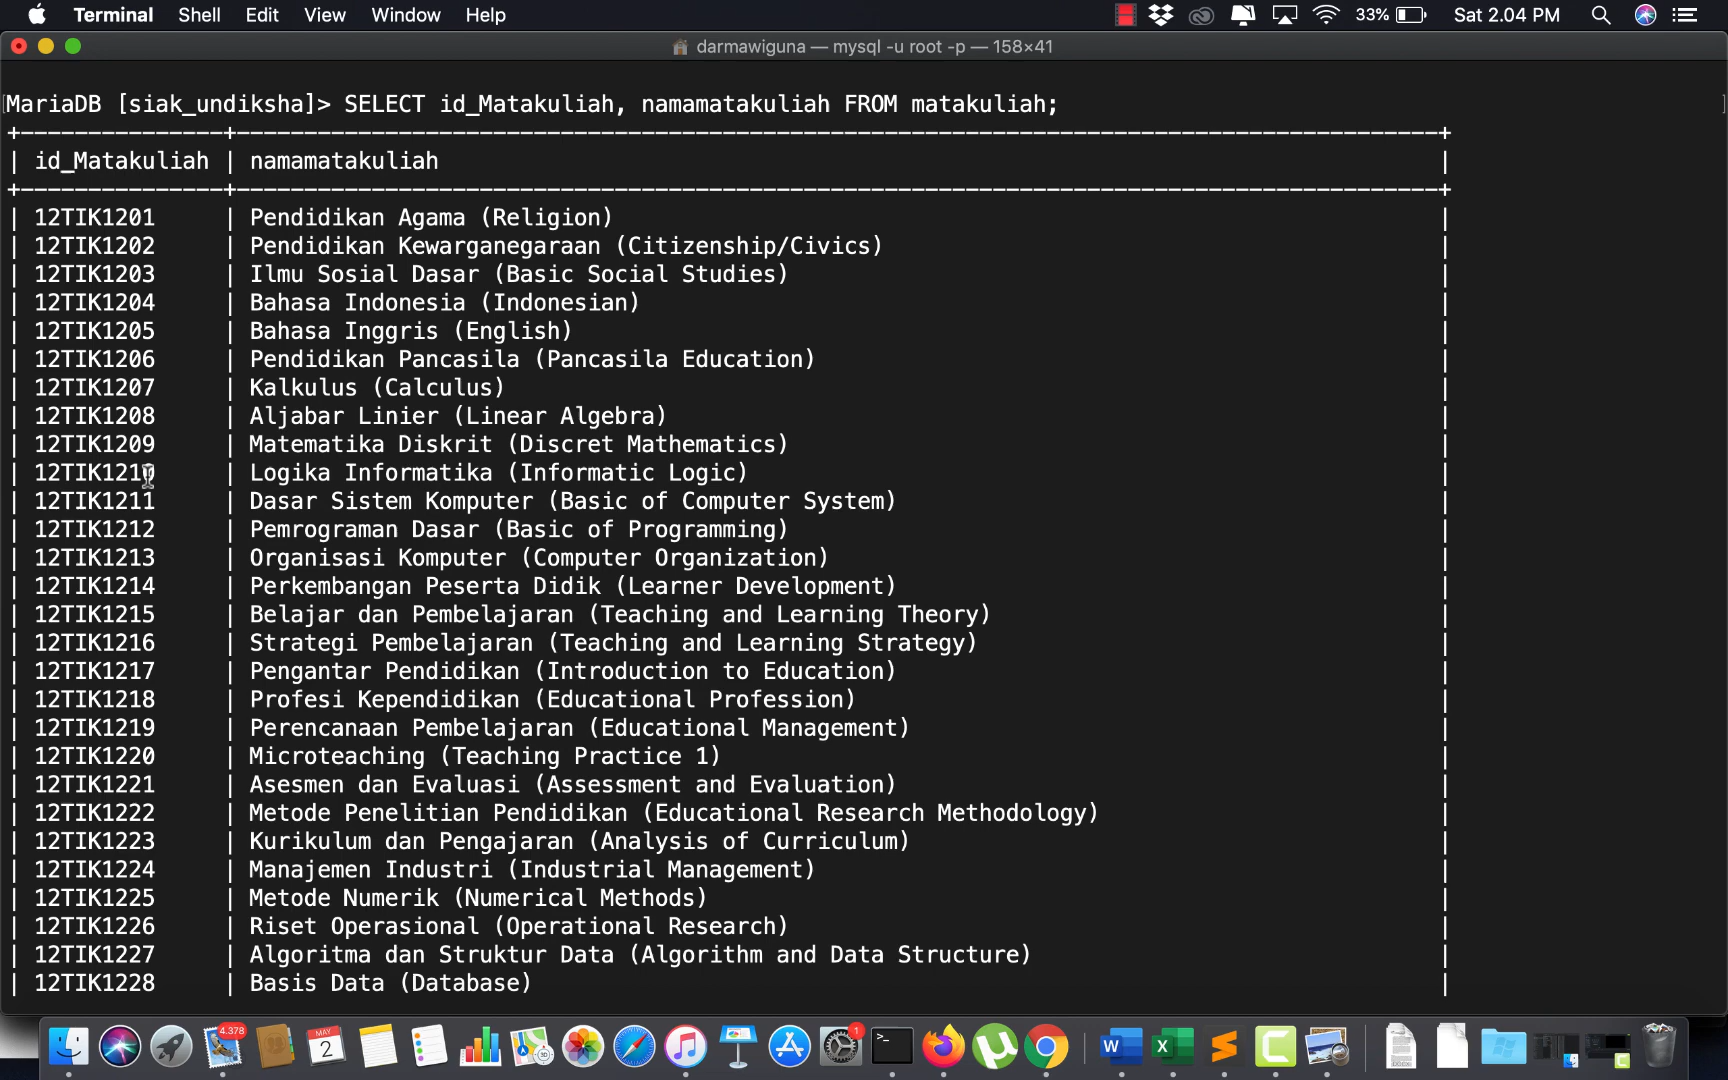 Terminal Shell Edit View Window Help 33% Sat 2.04 PM
darmawiguna — mysql -u root -p — 158×41
MariaDB [siak_undiksha]> SELECT id_Matakuliah, namamatakuliah FROM matakuliah;
| id_Matakuliah | namamatakuliah |
| 12TIK1201 | Pendidikan Agama (Religion) |
| 12TIK1202 | Pendidikan Kewarganegaraan (Citizenship/Civics) |
| 12TIK1203 | Ilmu Sosial Dasar (Basic Social Studies) |
| 12TIK1204 | Bahasa Indonesia (Indonesian) |
| 12TIK1205 | Bahasa Inggris (English) |
| 12TIK1206 | Pendidikan Pancasila (Pancasila Education) |
| 12TIK1207 | Kalkulus (Calculus) |
| 12TIK1208 | Aljabar Linier (Linear Algebra) |
| 12TIK1209 | Matematika Diskrit (Discret Mathematics) |
| 12TIK1210 | Logika Informatika (Informatic Logic) |
| 12TIK1211 | Dasar Sistem Komputer (Basic of Computer System) |
| 12TIK1212 | Pemrograman Dasar (Basic of Programming) |
| 12TIK1213 | Organisasi Komputer (Computer Organization) |
| 12TIK1214 | Perkembangan Peserta Didik (Learner Development) |
| 12TIK1215 | Belajar dan Pembelajaran (Teaching and Learning Theory) |
| 12TIK1216 | Strategi Pembelajaran (Teaching and Learning Strategy) |
| 12TIK1217 | Pengantar Pendidikan (Introduction to Education) |
| 12TIK1218 | Profesi Kependidikan (Educational Profession) |
| 12TIK1219 | Perencanaan Pembelajaran (Educational Management) |
| 12TIK1220 | Microteaching (Teaching Practice 1) |
| 12TIK1221 | Asesmen dan Evaluasi (Assessment and Evaluation) |
| 12TIK1222 | Metode Penelitian Pendidikan (Educational Research Methodology) |
| 12TIK1223 | Kurikulum dan Pengajaran (Analysis of Curriculum) |
| 12TIK1224 | Manajemen Industri (Industrial Management) |
| 12TIK1225 | Metode Numerik (Numerical Methods) |
| 12TIK1226 | Riset Operasional (Operational Research) |
| 12TIK1227 | Algoritma dan Struktur Data (Algorithm and Data Structure) |
| 12TIK1228 | Basis Data (Database) |
4.378 MAY 2 3D 1 W X